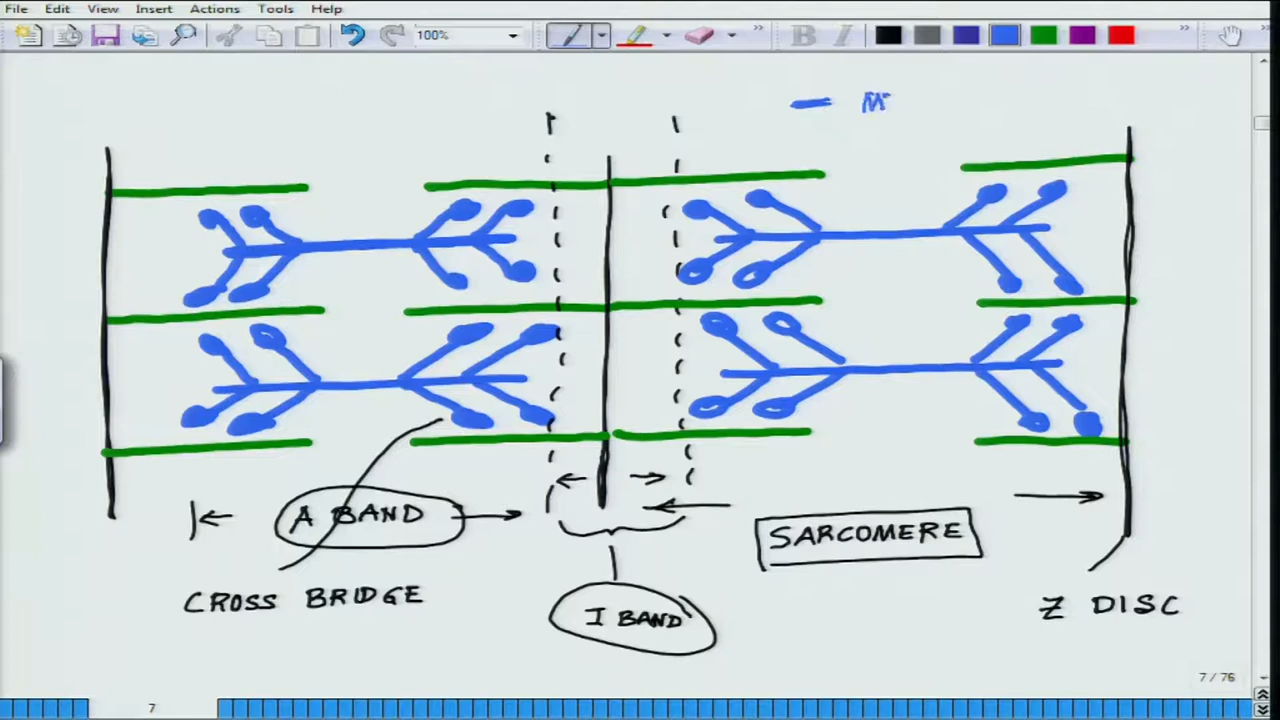 File Edit View Insert Actions Tools Help
100%
B I
M
A BAND
SARCOMERE
CROSS BRIDGE
I BAND
Z DISC
7 / 76
7